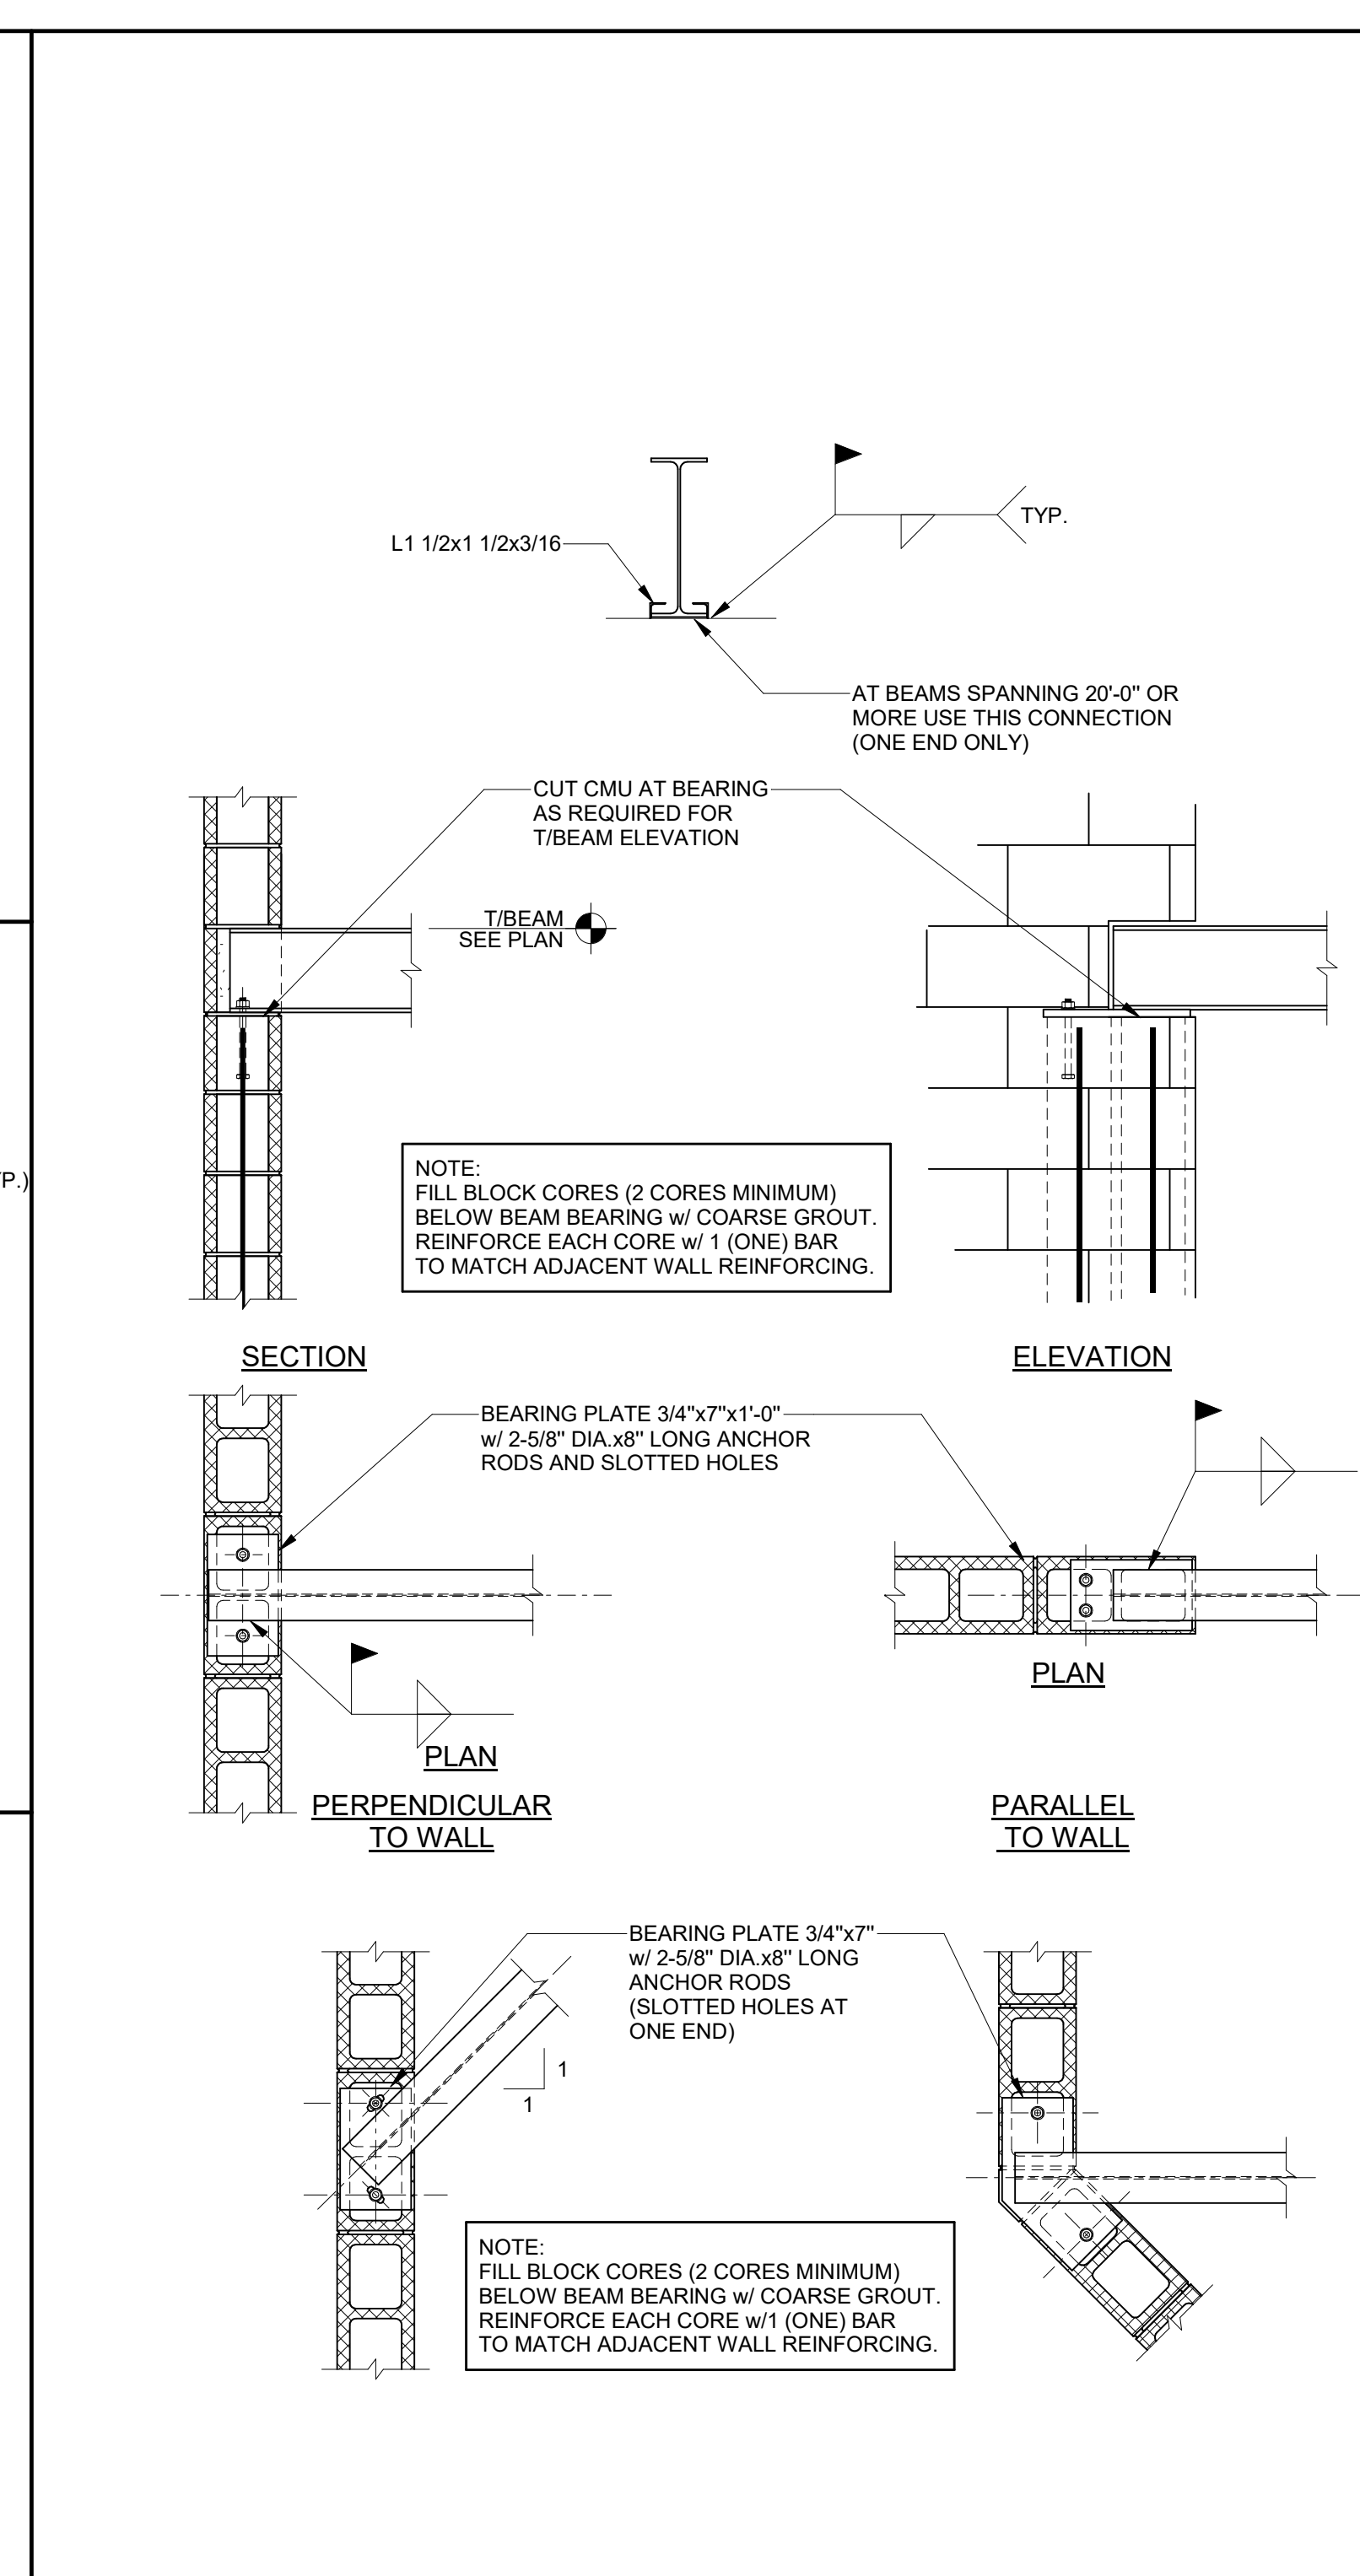 L1 1/2x1 1/2x3/16
TYP.
AT BEAMS SPANNING 20'-0" OR
MORE USE THIS CONNECTION
(ONE END ONLY)
CUT CMU AT BEARING
AS REQUIRED FOR
T/BEAM ELEVATION
T/BEAM
SEE PLAN
P.)
NOTE:
FILL BLOCK CORES (2 CORES MINIMUM)
BELOW BEAM BEARING w/ COARSE GROUT.
REINFORCE EACH CORE w/ 1 (ONE) BAR
TO MATCH ADJACENT WALL REINFORCING.
SECTION
ELEVATION
BEARING PLATE 3/4"x7"x1'-0"
w/ 2-5/8" DIA.x8" LONG ANCHOR
RODS AND SLOTTED HOLES
PLAN
PLAN
PERPENDICULAR
TO WALL
PARALLEL
TO WALL
BEARING PLATE 3/4"x7"
w/ 2-5/8" DIA.x8" LONG
ANCHOR RODS
(SLOTTED HOLES AT
ONE END)
1
1
NOTE:
FILL BLOCK CORES (2 CORES MINIMUM)
BELOW BEAM BEARING w/ COARSE GROUT.
REINFORCE EACH CORE w/1 (ONE) BAR
TO MATCH ADJACENT WALL REINFORCING.